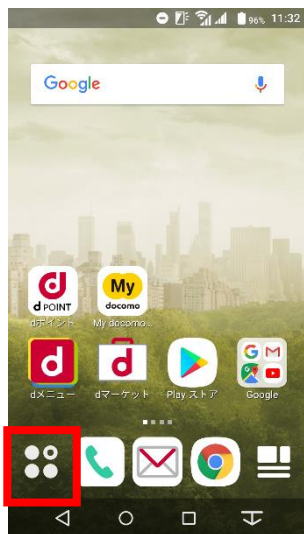 96% 11:32
Google
d POINT
My
docomo
dポイント
My docomo...
dメニュー
dマーケット
Play ストア
Google